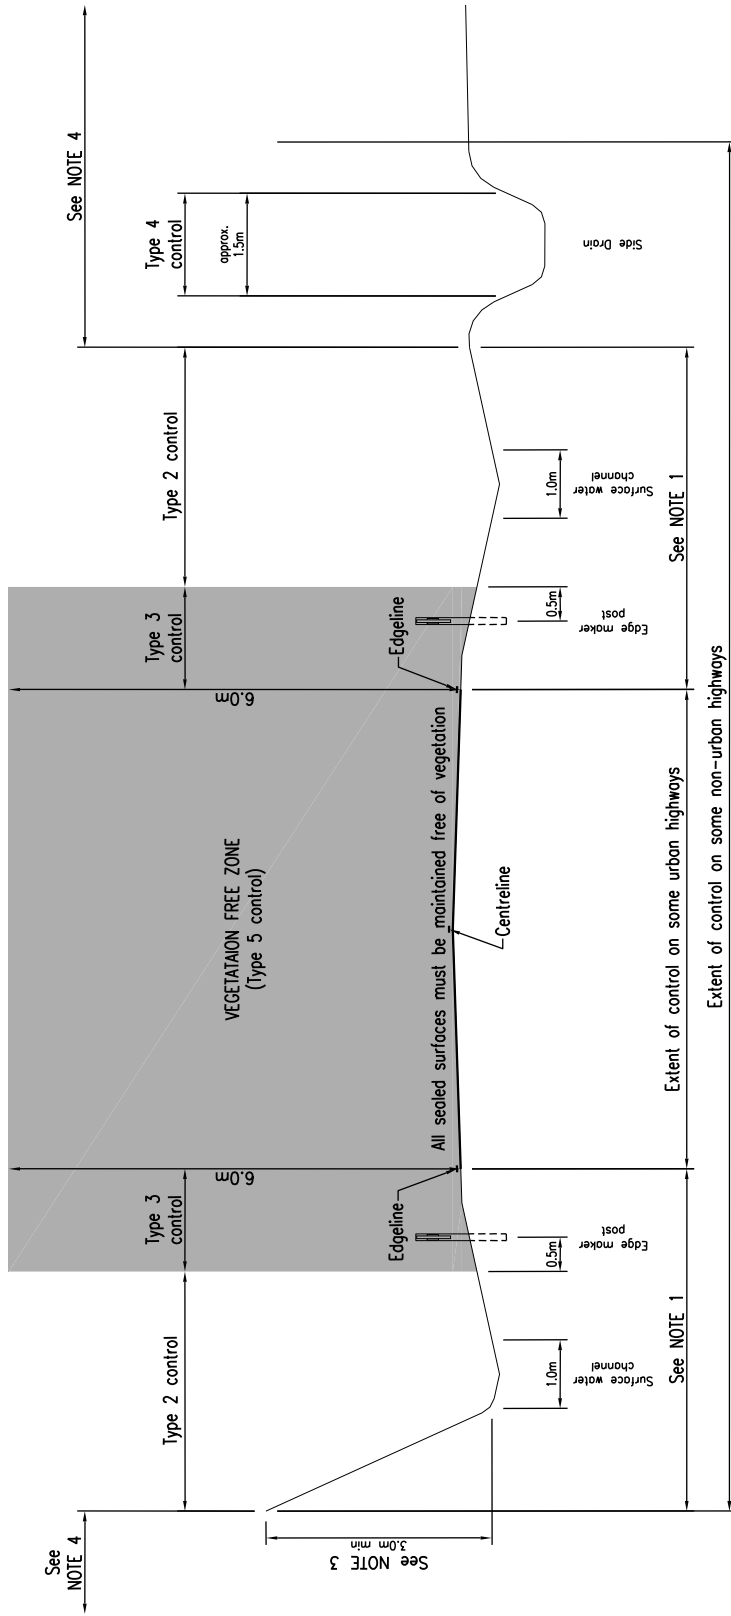 See
NOTE 4
See NOTE 4
Type 2 control
Type 3
control
Type 3
control
Type 2 control
Type 4
control
approx.
1.5m
VEGETATAION FREE ZONE
(Type 5 control)
6.0m
6.0m
See NOTE 3
3.0m min
Edgeline
Edgeline
All sealed surfaces must be maintained free of vegetation
Centreline
1.0m
Surface water
channel
0.5m
Edge maker
post
0.5m
Edge maker
post
1.0m
Surface water
channel
Side Drain
See NOTE 1
Extent of control on some urban highways
See NOTE 1
Extent of control on some non-urban highways